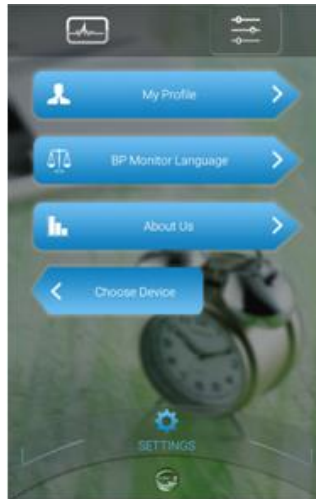 My Profile
BP Monitor Language
About Us
Choose Device
SETTINGS